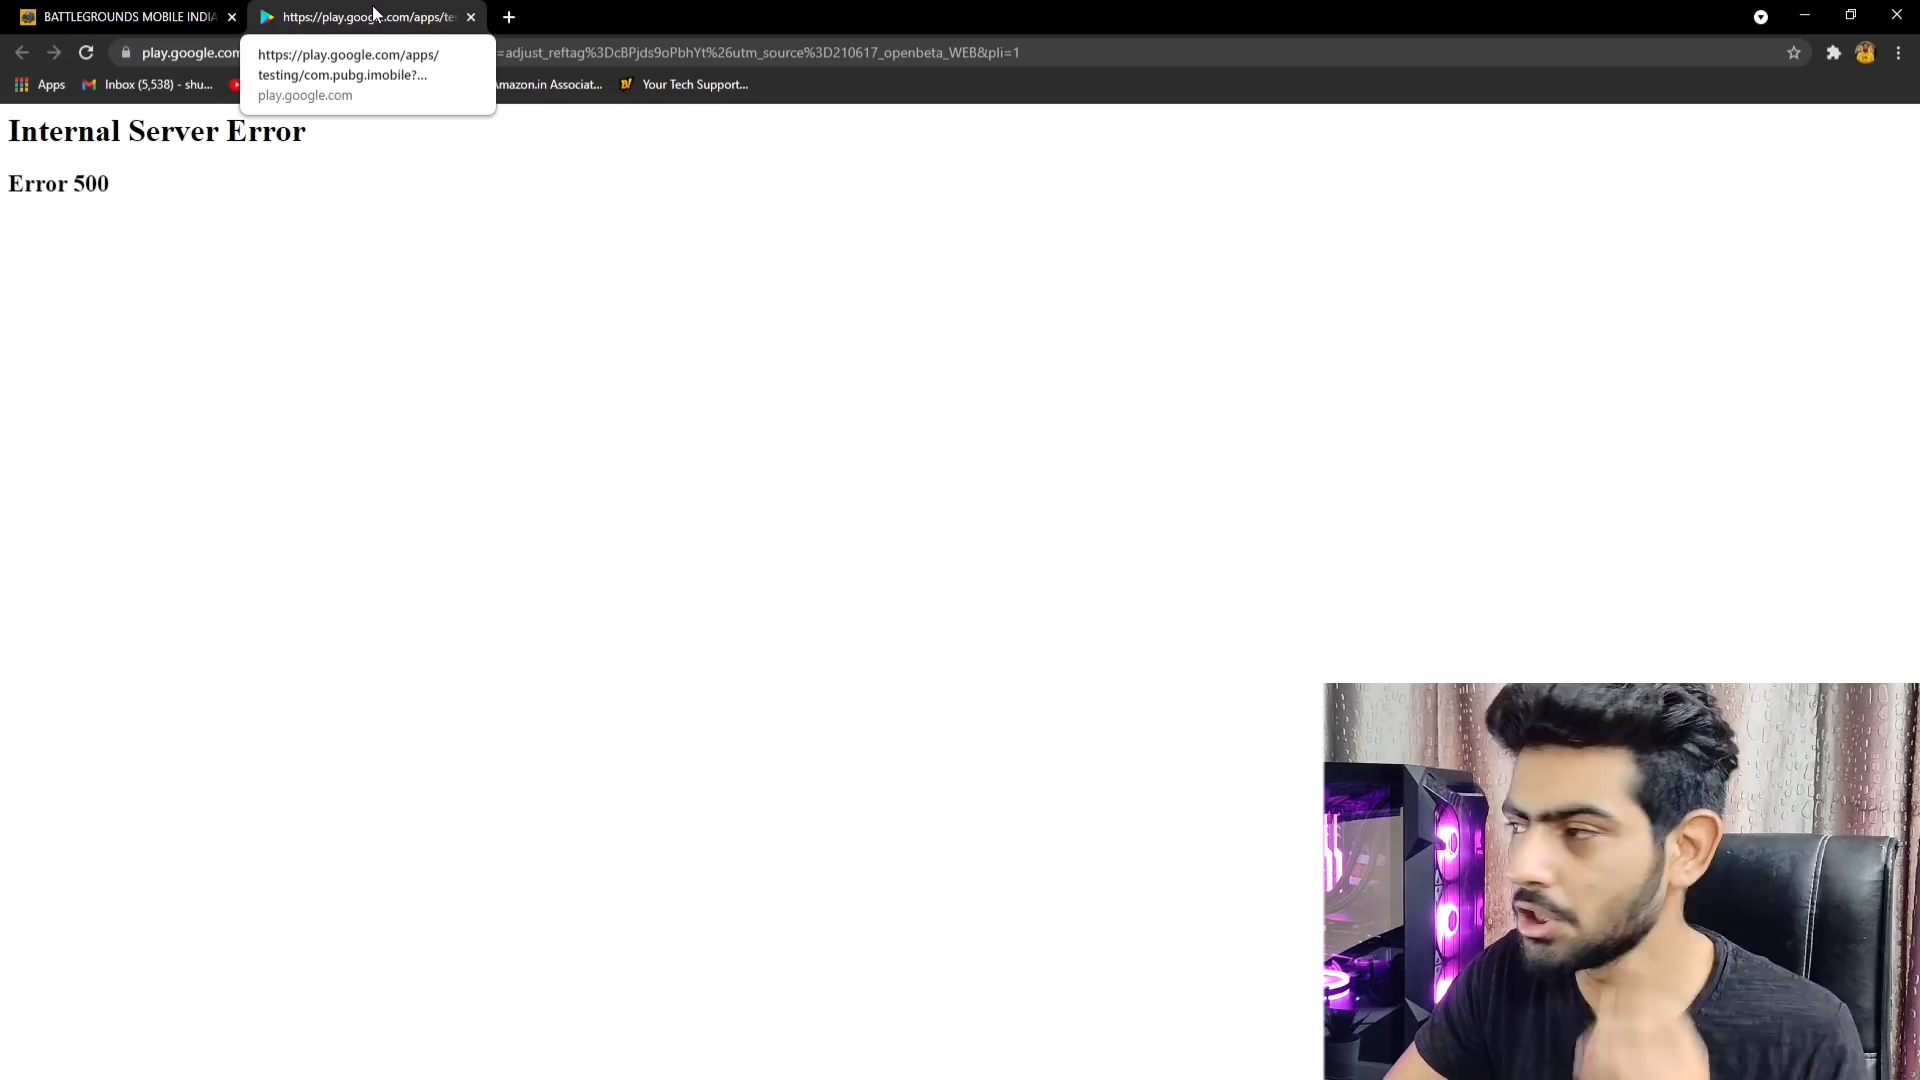 BATTLEGROUNDS MOBILE INDIA
https://play.google.com/apps/te
play.google.com
=adjust_reftag%3DcBPjds9oPbhYt%26utm_source%3D210617_openbeta_WEB&pli=1
https://play.google.com/apps/
testing/com.pubg.imobile?...
play.google.com
Apps
Inbox (5,538) - shu...
Amazon.in Associat...
Your Tech Support...
Internal Server Error
Error 500